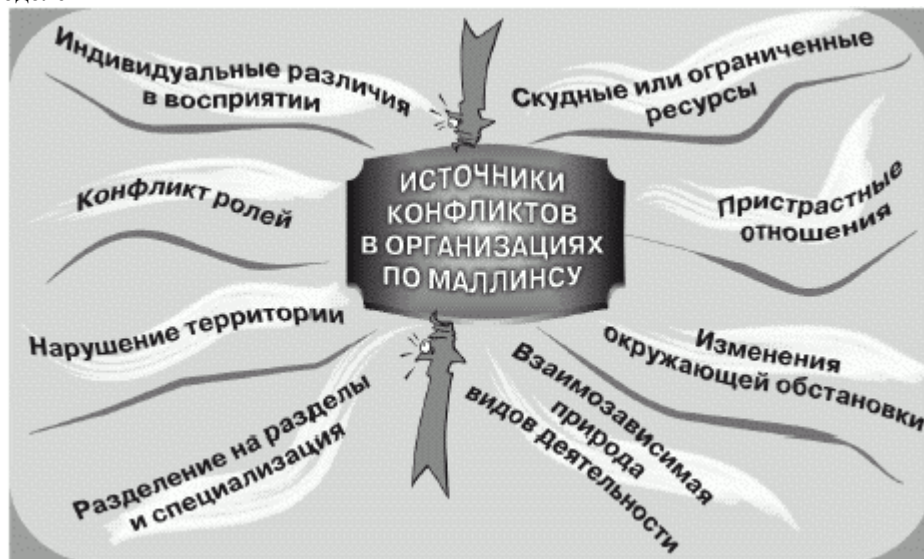 Индивидуальные различия
в восприятии
Скудные или ограниченные
ресурсы
Конфликт ролей
ИСТОЧНИКИ
КОНФЛИКТОВ
В ОРГАНИЗАЦИЯХ
ПО МАЛЛИНСУ
Пристрастные
отношения
Нарушение территории
Изменения
окружающей обстановки
Разделение на разделы
и специализация
Взаимозависимая
природа
видов деятельности